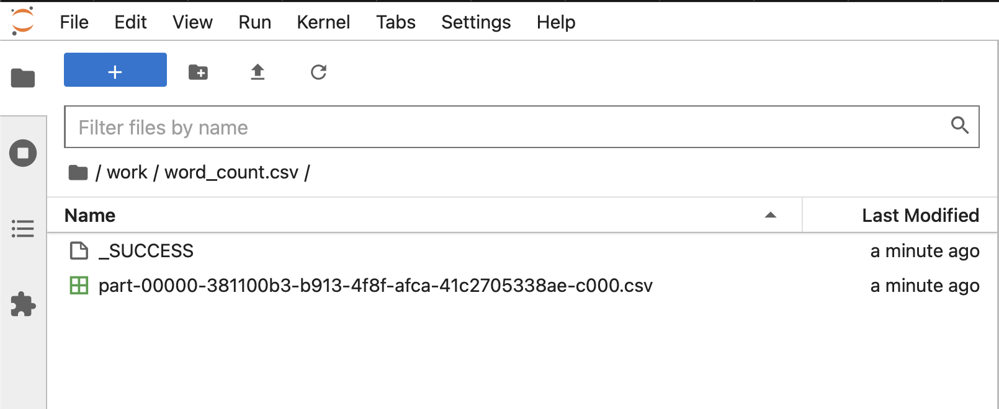 File Edit View Run Kernel Tabs Settings Help
Filter files by name
/ work / word_count.csv /
Name Last Modified
_SUCCESS a minute ago
part-00000-381100b3-b913-4f8f-afca-41c2705338ae-c000.csv a minute ago